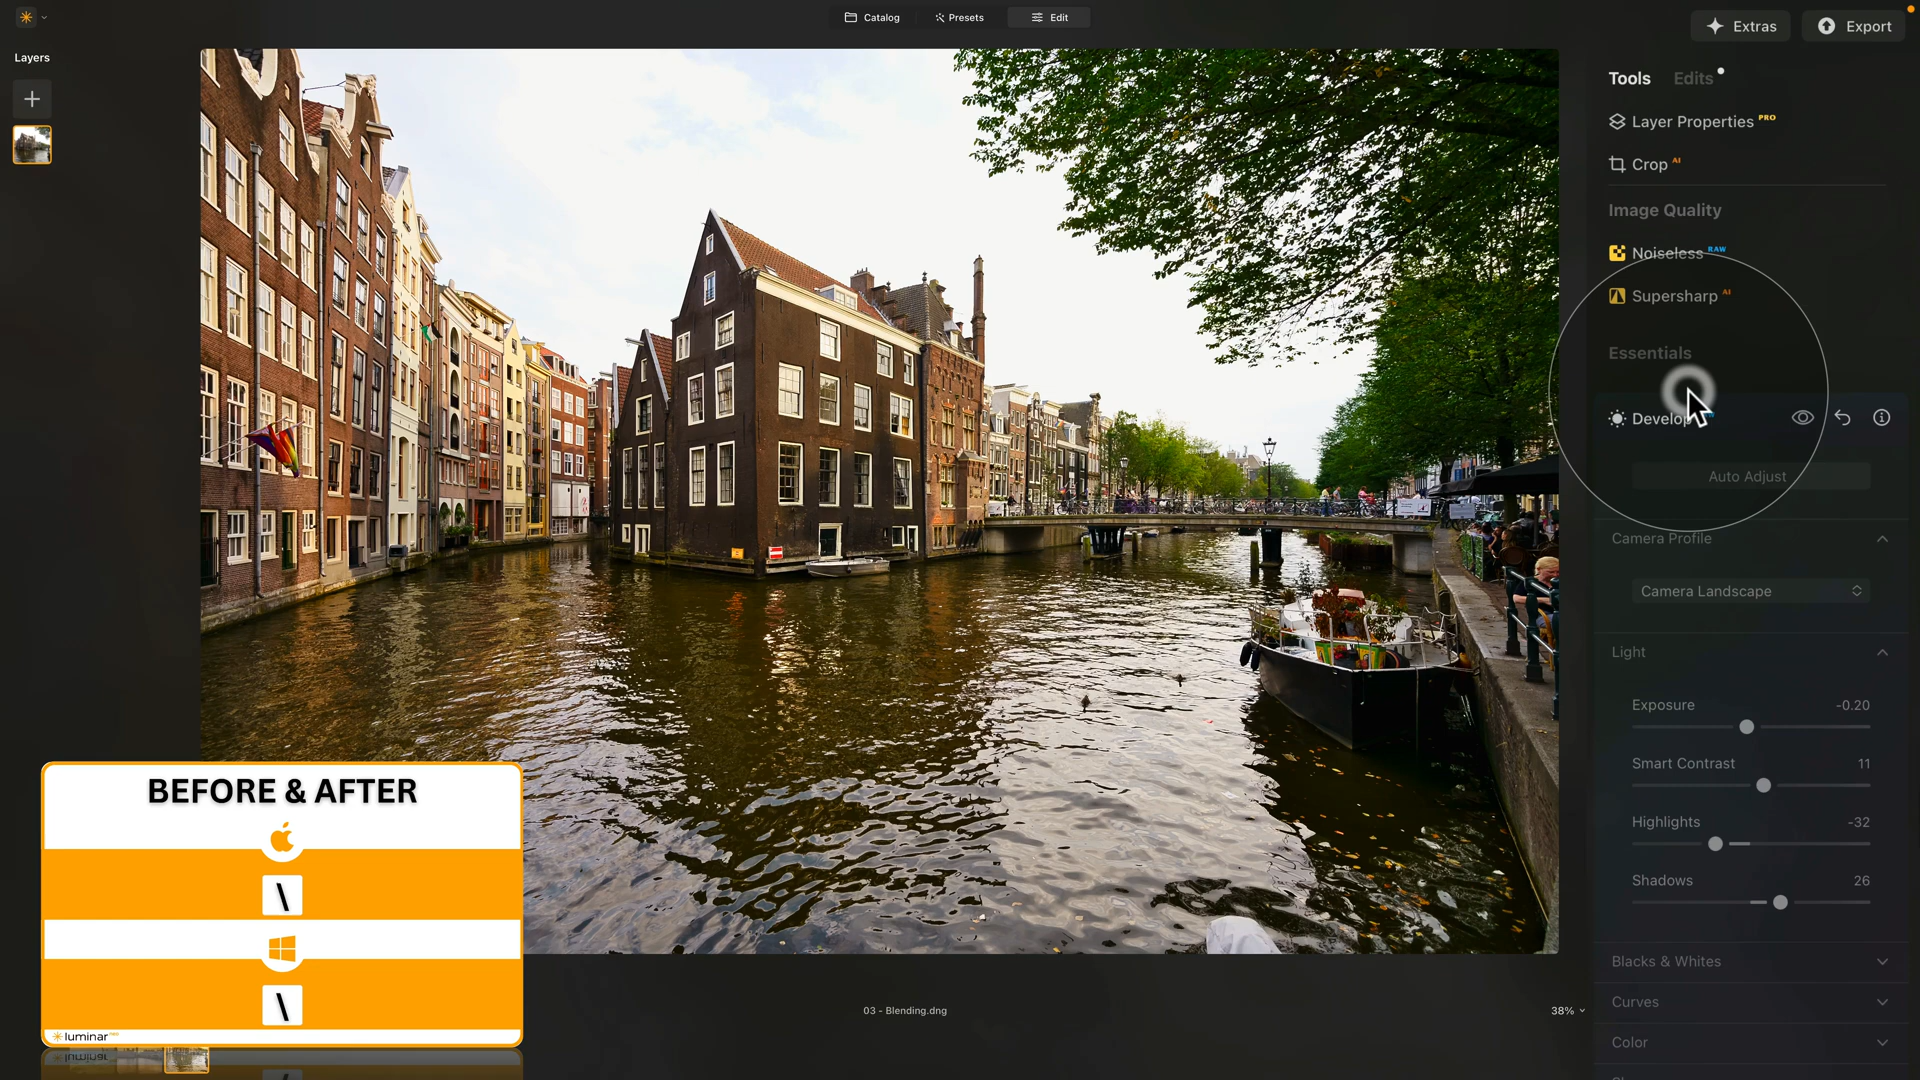 Catalog
Presets
Edit
Extras
Export
Layers
Tools
Edits
Layer Properties PRO
Crop AI
Image Quality
Noiseless RAW
Supersharp AI
Essentials
Develop
Auto Adjust
Camera Profile
Camera Landscape
Light
Exposure -0.20
Smart Contrast 11
Highlights -32
Shadows 26
Blacks & Whites
Curves
Color
BEFORE & AFTER
\
\
luminar neo
03 - Blending.dng
38%